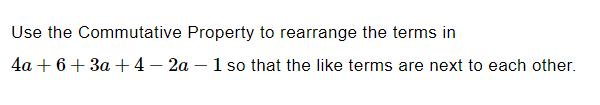 Use the Commutative Property to rearrange the terms in
4a + 6 + 3a + 4 − 2a − 1 so that the like terms are next to each other.